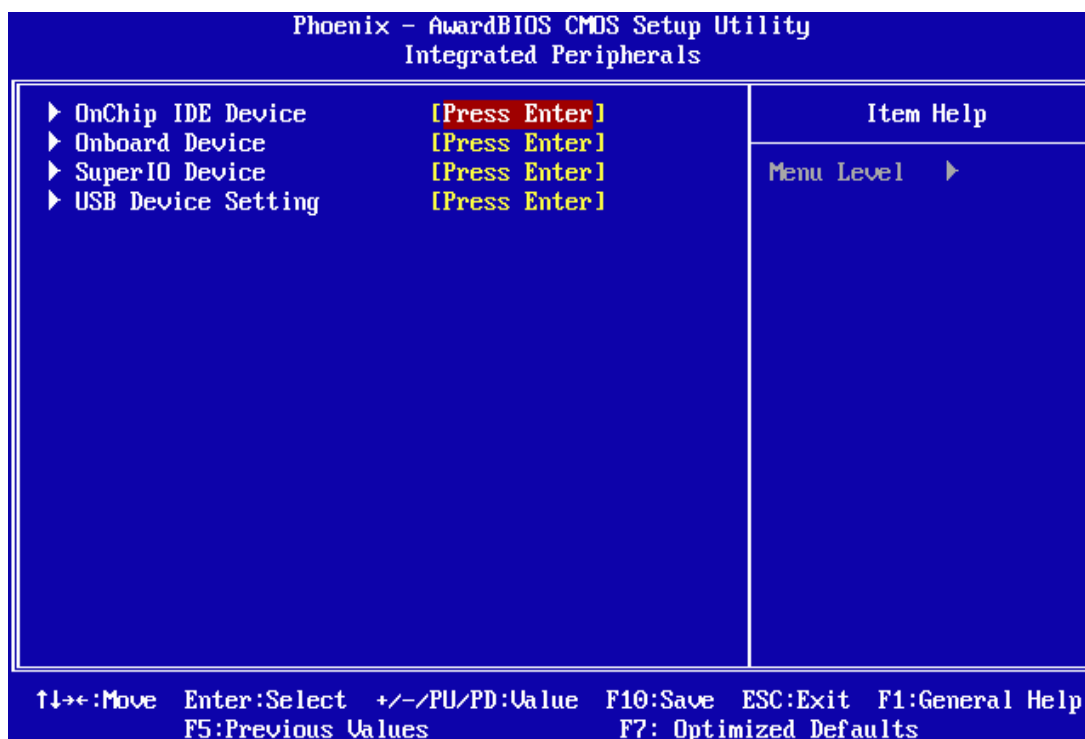 Phoenix - AwardBIOS CMOS Setup Utility
Integrated Peripherals
OnChip IDE Device [Press Enter]
Onboard Device [Press Enter]
SuperIO Device [Press Enter]
USB Device Setting [Press Enter]
Item Help
Menu Level
↑↓→←:Move Enter:Select +/-/PU/PD:Value F10:Save ESC:Exit F1:General Help
F5:Previous Values F7: Optimized Defaults